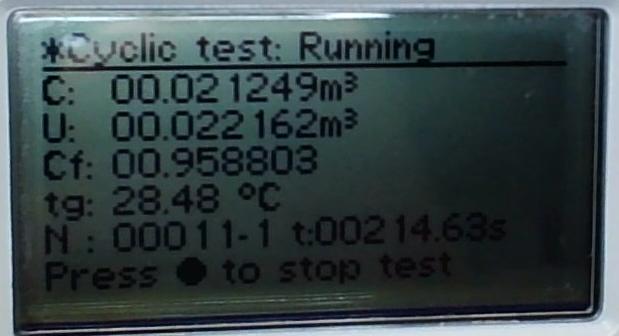 *Cyclic test: Running
C: 00.021249m³
U: 00.022162m³
Cf: 00.958803
tg: 28.48 °C
N : 00011-1 t:00214.63s
Press ● to stop test